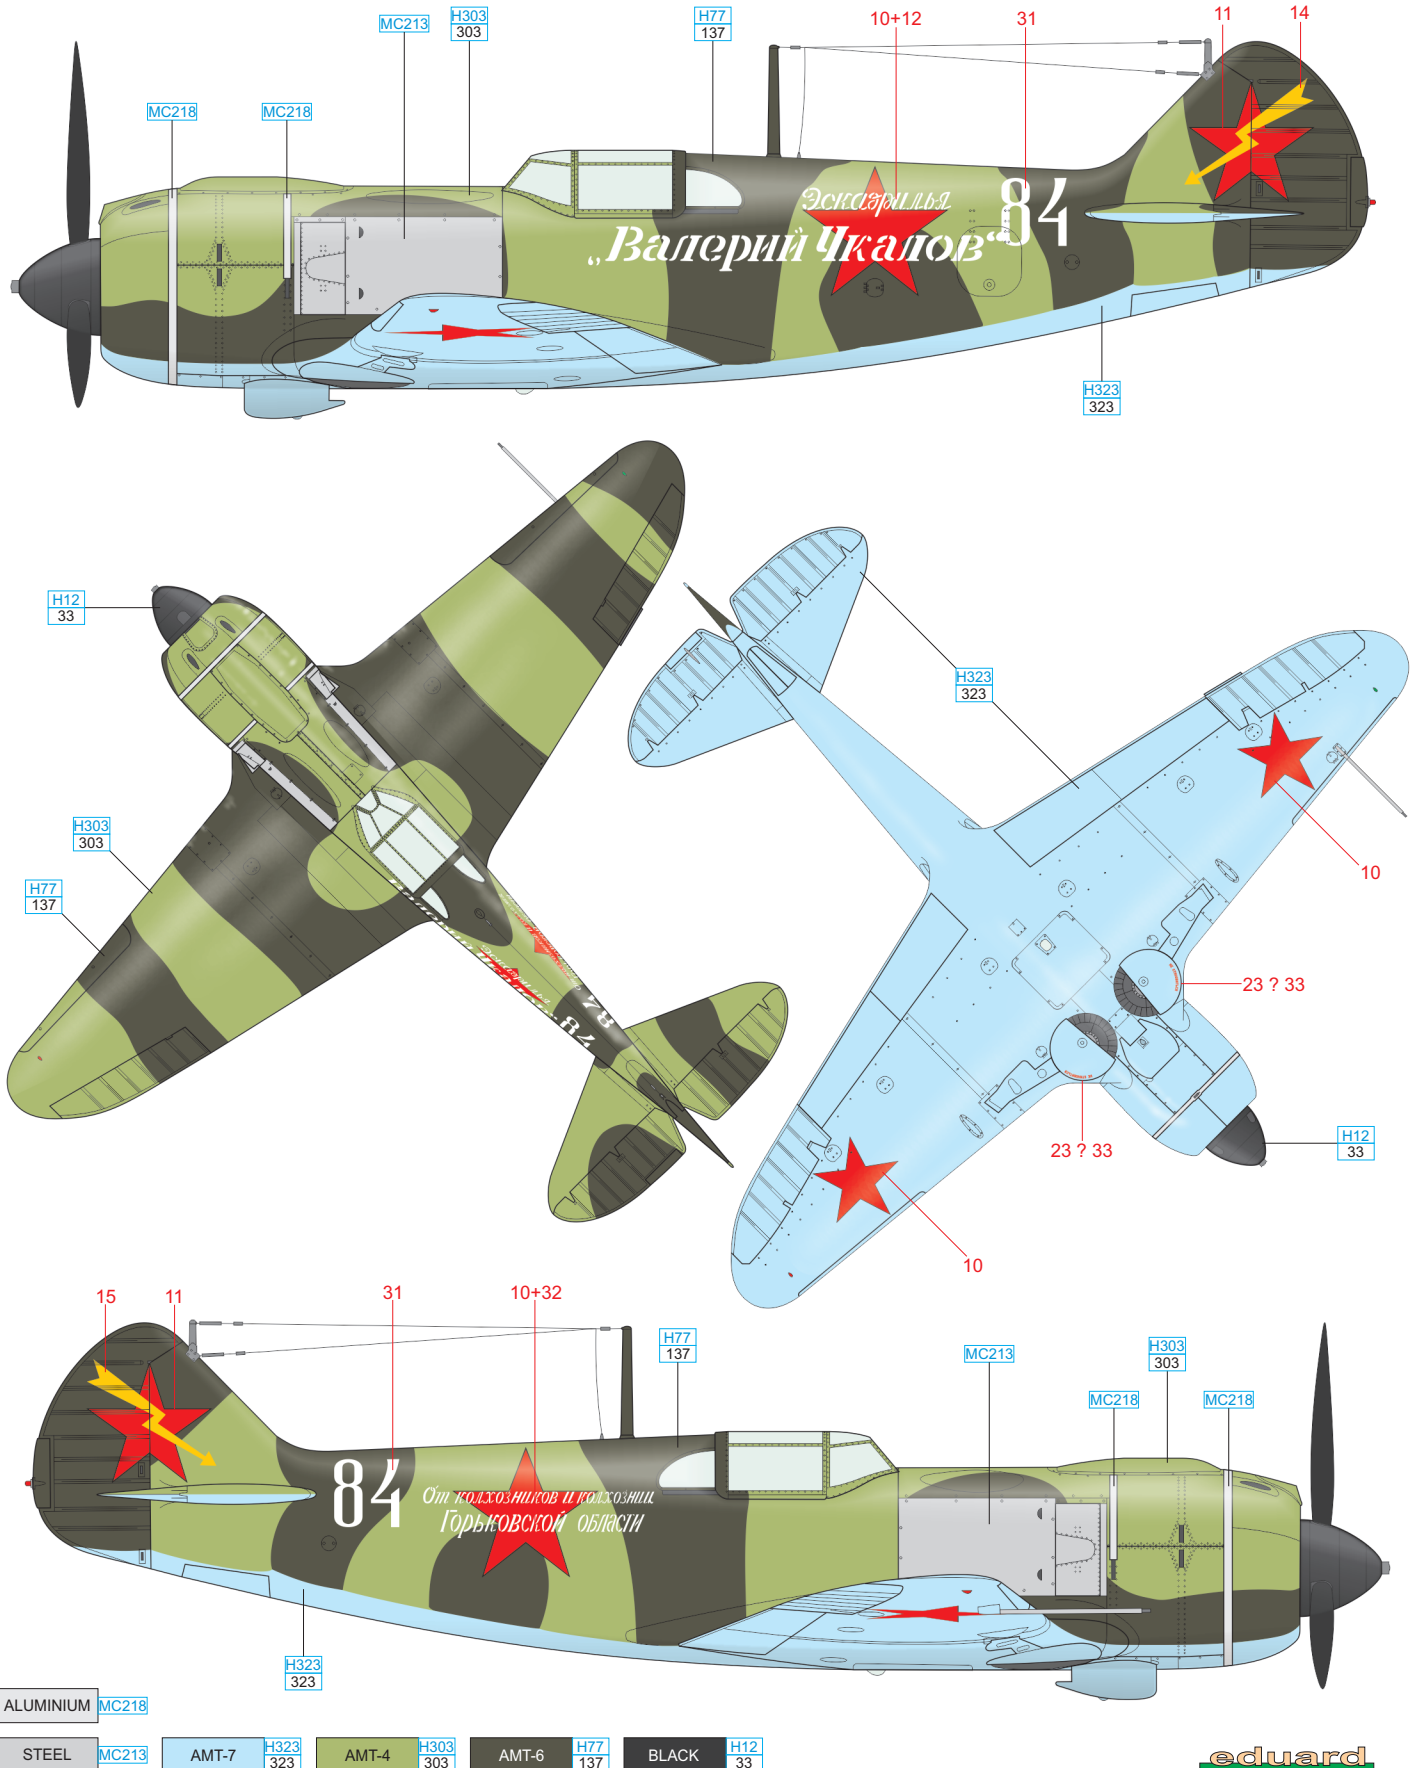 MC213
H303
303
H77
137
10+12
31
11
14
MC218
MC218
Эскадрилья
„Валерий Чкалов“
84
H323
323
H12
33
H303
303
H77
137
84
84
H323
323
10
23 ? 33
23 ? 33
10
H12
33
15
11
31
10+32
H77
137
MC213
H303
303
MC218
MC218
84
От колхозников и колхозниц
Горьковской области
H323
323
ALUMINIUM MC218
STEEL MC213
AMT-7 H323 323
AMT-4 H303 303
AMT-6 H77 137
BLACK H12 33
eduard